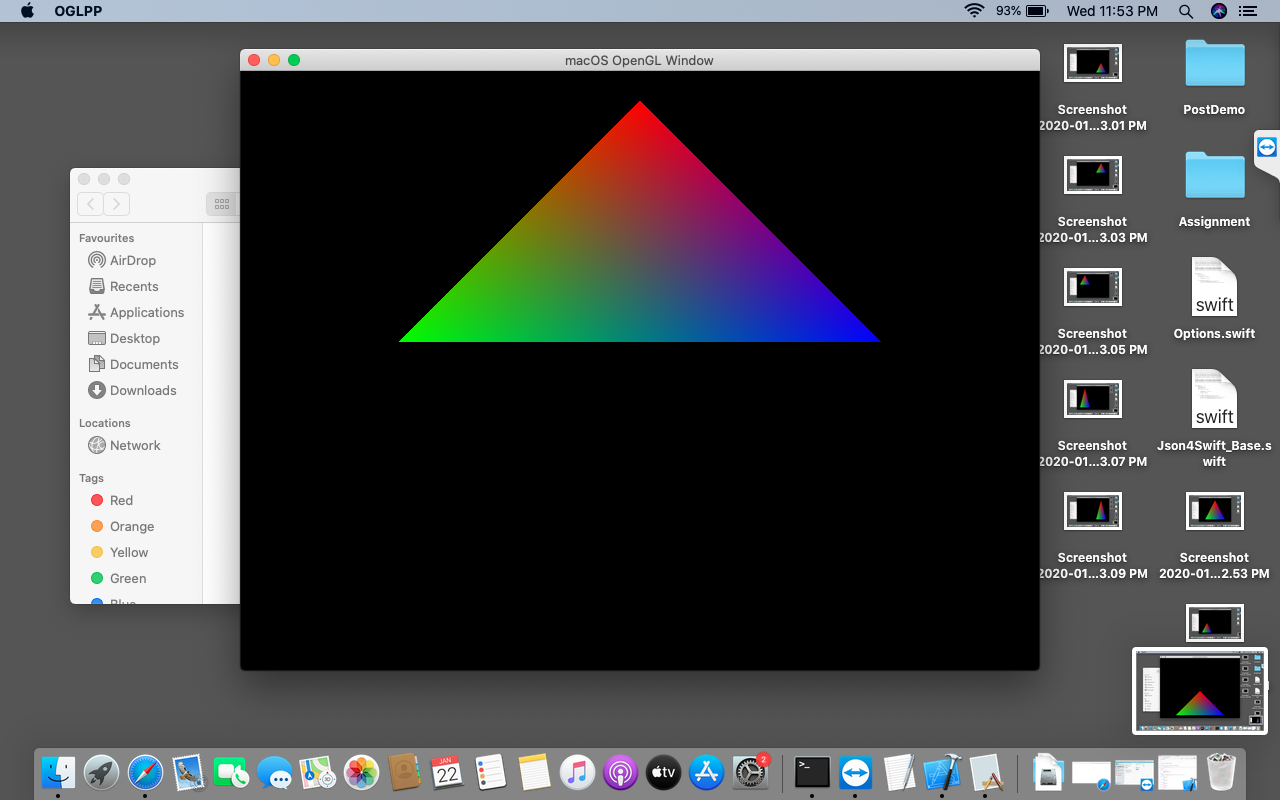 OGLPP
93%
Wed 11:53 PM
macOS OpenGL Window
Favourites
AirDrop
Recents
Applications
Desktop
Documents
Downloads
Locations
Network
Tags
Red
Orange
Yellow
Green
Blue
Screenshot
2020-01...3.01 PM
PostDemo
Screenshot
2020-01...3.03 PM
Assignment
Screenshot
2020-01...3.05 PM
swift
Options.swift
Screenshot
2020-01...3.07 PM
swift
Json4Swift_Base.s
wift
Screenshot
2020-01...3.09 PM
Screenshot
2020-01...2.53 PM
JAN
22
tv
2
>_